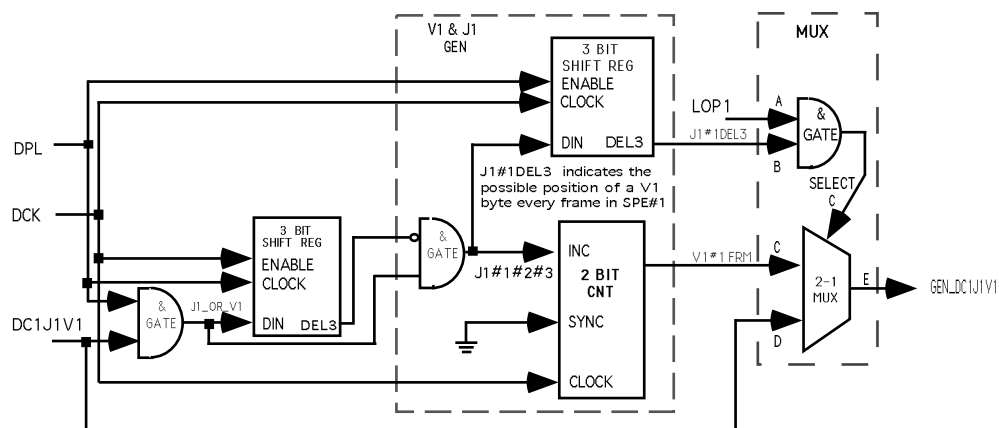 V1 & J1
GEN
MUX
3 BIT
SHIFT REG
ENABLE
CLOCK
DIN DEL3
LOP1
A
&
GATE
J1#1DEL3
B
DPL
J1#1DEL3 indicates the
possible position of a V1
byte every frame in SPE#1
SELECT
C
DCK
3 BIT
SHIFT REG
ENABLE
CLOCK
DIN DEL3
&
GATE
J1#1#2#3
INC
2 BIT
CNT
SYNC
CLOCK
V1#1FRM
C
2-1
MUX
E
GEN_DC1J1V1
D
DC1J1V1
&
GATE
J1_OR_V1